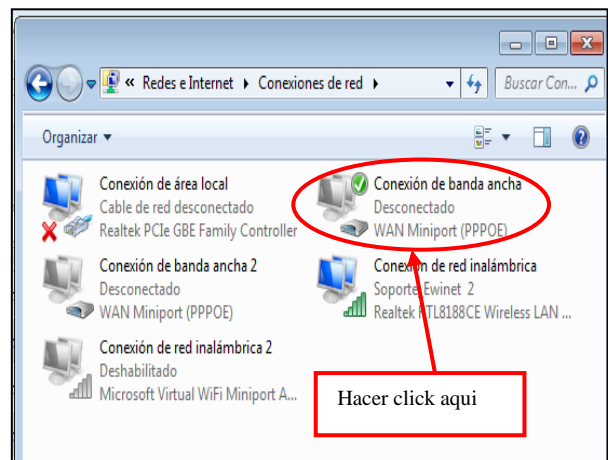 « Redes e Internet ▸ Conexiones de red ▸
Buscar Con...
Organizar
Conexión de área local
Cable de red desconectado
Realtek PCIe GBE Family Controller
Conexión de banda ancha
Desconectado
WAN Miniport (PPPOE)
Conexión de banda ancha 2
Desconectado
WAN Miniport (PPPOE)
Conexión de red inalámbrica
Soporte Ewinet 2
Realtek RTL8188CE Wireless LAN ...
Conexión de red inalámbrica 2
Deshabilitado
Microsoft Virtual WiFi Miniport A...
Hacer click aqui